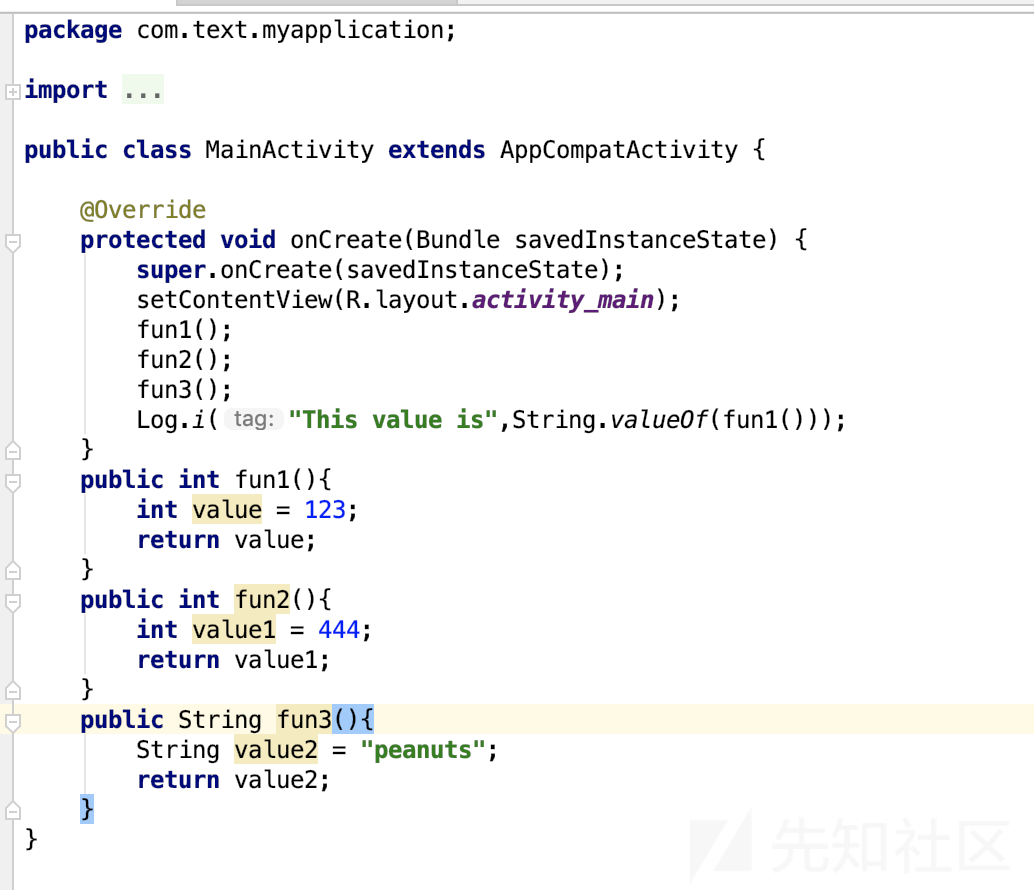 package com.text.myapplication;
import ...
public class MainActivity extends AppCompatActivity {
@Override
protected void onCreate(Bundle savedInstanceState) {
super.onCreate(savedInstanceState);
setContentView(R.layout.activity_main);
fun1();
fun2();
fun3();
Log.i( tag: "This value is",String.valueOf(fun1()));
}
public int fun1(){
int value = 123;
return value;
}
public int fun2(){
int value1 = 444;
return value1;
}
public String fun3(){
String value2 = "peanuts";
return value2;
}
}
先知社区